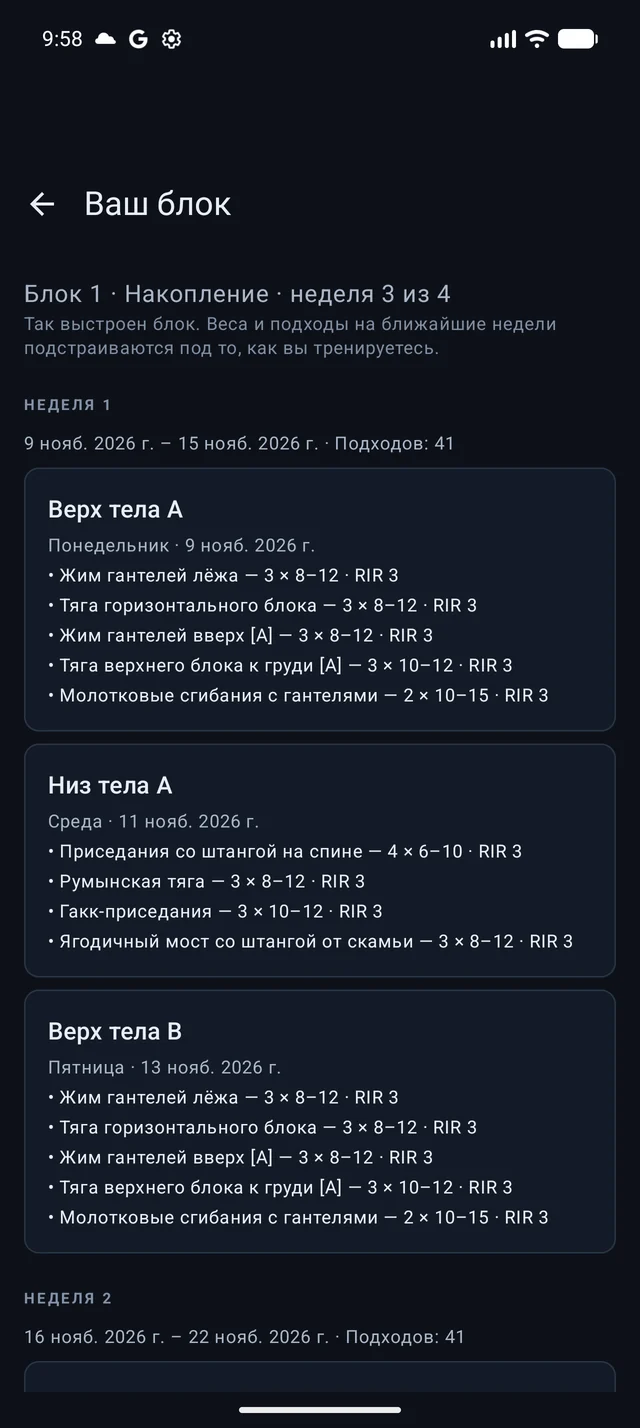 9:58
Ваш блок
Блок 1 · Накопление · неделя 3 из 4
Так выстроен блок. Веса и подходы на ближайшие недели
подстраиваются под то, как вы тренируетесь.
НЕДЕЛЯ 1
9 нояб. 2026 г. – 15 нояб. 2026 г. · Подходов: 41
Верх тела A
Понедельник · 9 нояб. 2026 г.
• Жим гантелей лёжа — 3 × 8–12 · RIR 3
• Тяга горизонтального блока — 3 × 8–12 · RIR 3
• Жим гантелей вверх [A] — 3 × 8–12 · RIR 3
• Тяга верхнего блока к груди [A] — 3 × 10–12 · RIR 3
• Молотковые сгибания с гантелями — 2 × 10–15 · RIR 3
Низ тела A
Среда · 11 нояб. 2026 г.
• Приседания со штангой на спине — 4 × 6–10 · RIR 3
• Румынская тяга — 3 × 8–12 · RIR 3
• Гакк-приседания — 3 × 10–12 · RIR 3
• Ягодичный мост со штангой от скамьи — 3 × 8–12 · RIR 3
Верх тела B
Пятница · 13 нояб. 2026 г.
• Жим гантелей лёжа — 3 × 8–12 · RIR 3
• Тяга горизонтального блока — 3 × 8–12 · RIR 3
• Жим гантелей вверх [A] — 3 × 8–12 · RIR 3
• Тяга верхнего блока к груди [A] — 3 × 10–12 · RIR 3
• Молотковые сгибания с гантелями — 2 × 10–15 · RIR 3
НЕДЕЛЯ 2
16 нояб. 2026 г. – 22 нояб. 2026 г. · Подходов: 41